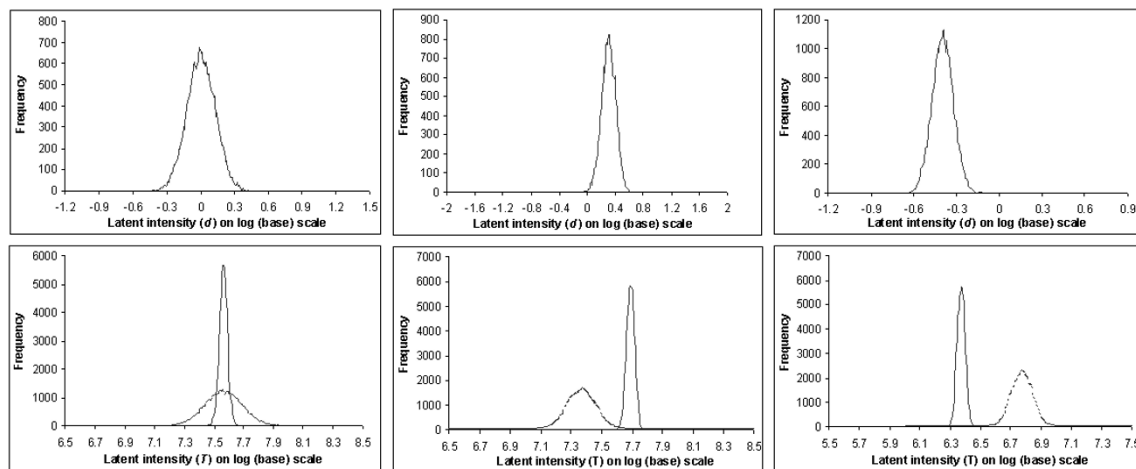 800
700
600
500
400
300
200
100
0
Frequency
-1.2 -0.9 -0.6 -0.3 0 0.3 0.6 0.9 1.2 1.5
Latent intensity (d) on log (base) scale
900
800
700
600
500
400
300
200
100
0
Frequency
-2 -1.6 -1.2 -0.8 -0.4 0 0.4 0.8 1.2 1.6 2
Latent intensity (d) on log (base) scale
1200
1000
800
600
400
200
0
Frequency
-1.2 -0.9 -0.6 -0.3 0 0.3 0.6 0.9
Latent intensity (d) on log (base) scale
6000
5000
4000
3000
2000
1000
0
Frequency
6.5 6.7 6.9 7.1 7.3 7.5 7.7 7.9 8.1 8.3 8.5
Latent intensity (T) on log (base) scale
7000
6000
5000
4000
3000
2000
1000
0
Frequency
6.5 6.7 6.9 7.1 7.3 7.5 7.7 7.9 8.1 8.3 8.5
Latent intensity (T) on log (base) scale
7000
6000
5000
4000
3000
2000
1000
0
Frequency
5.5 5.7 5.9 6.1 6.3 6.5 6.7 6.9 7.1 7.3 7.5
Latent intensity (T) on log (base) scale